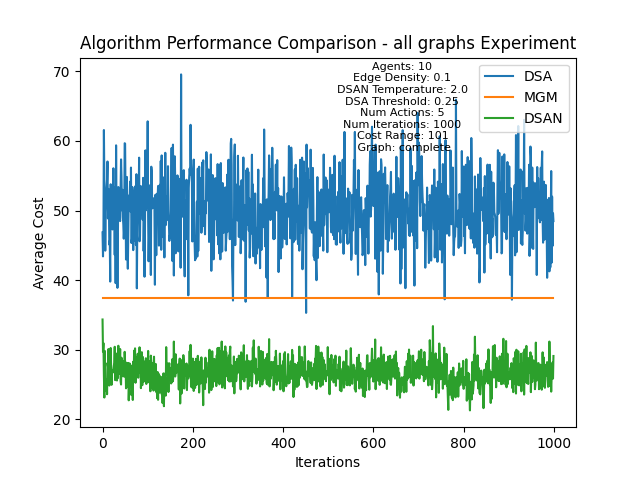 Algorithm Performance Comparison - all graphs Experiment
Agents: 10
Edge Density: 0.1
DSAN Temperature: 2.0
DSA Threshold: 0.25
Num Actions: 5
Num Iterations: 1000
Cost Range: 101
Graph: complete
DSA
MGM
DSAN
Average Cost
70
60
50
40
30
20
0
200
400
600
800
1000
Iterations